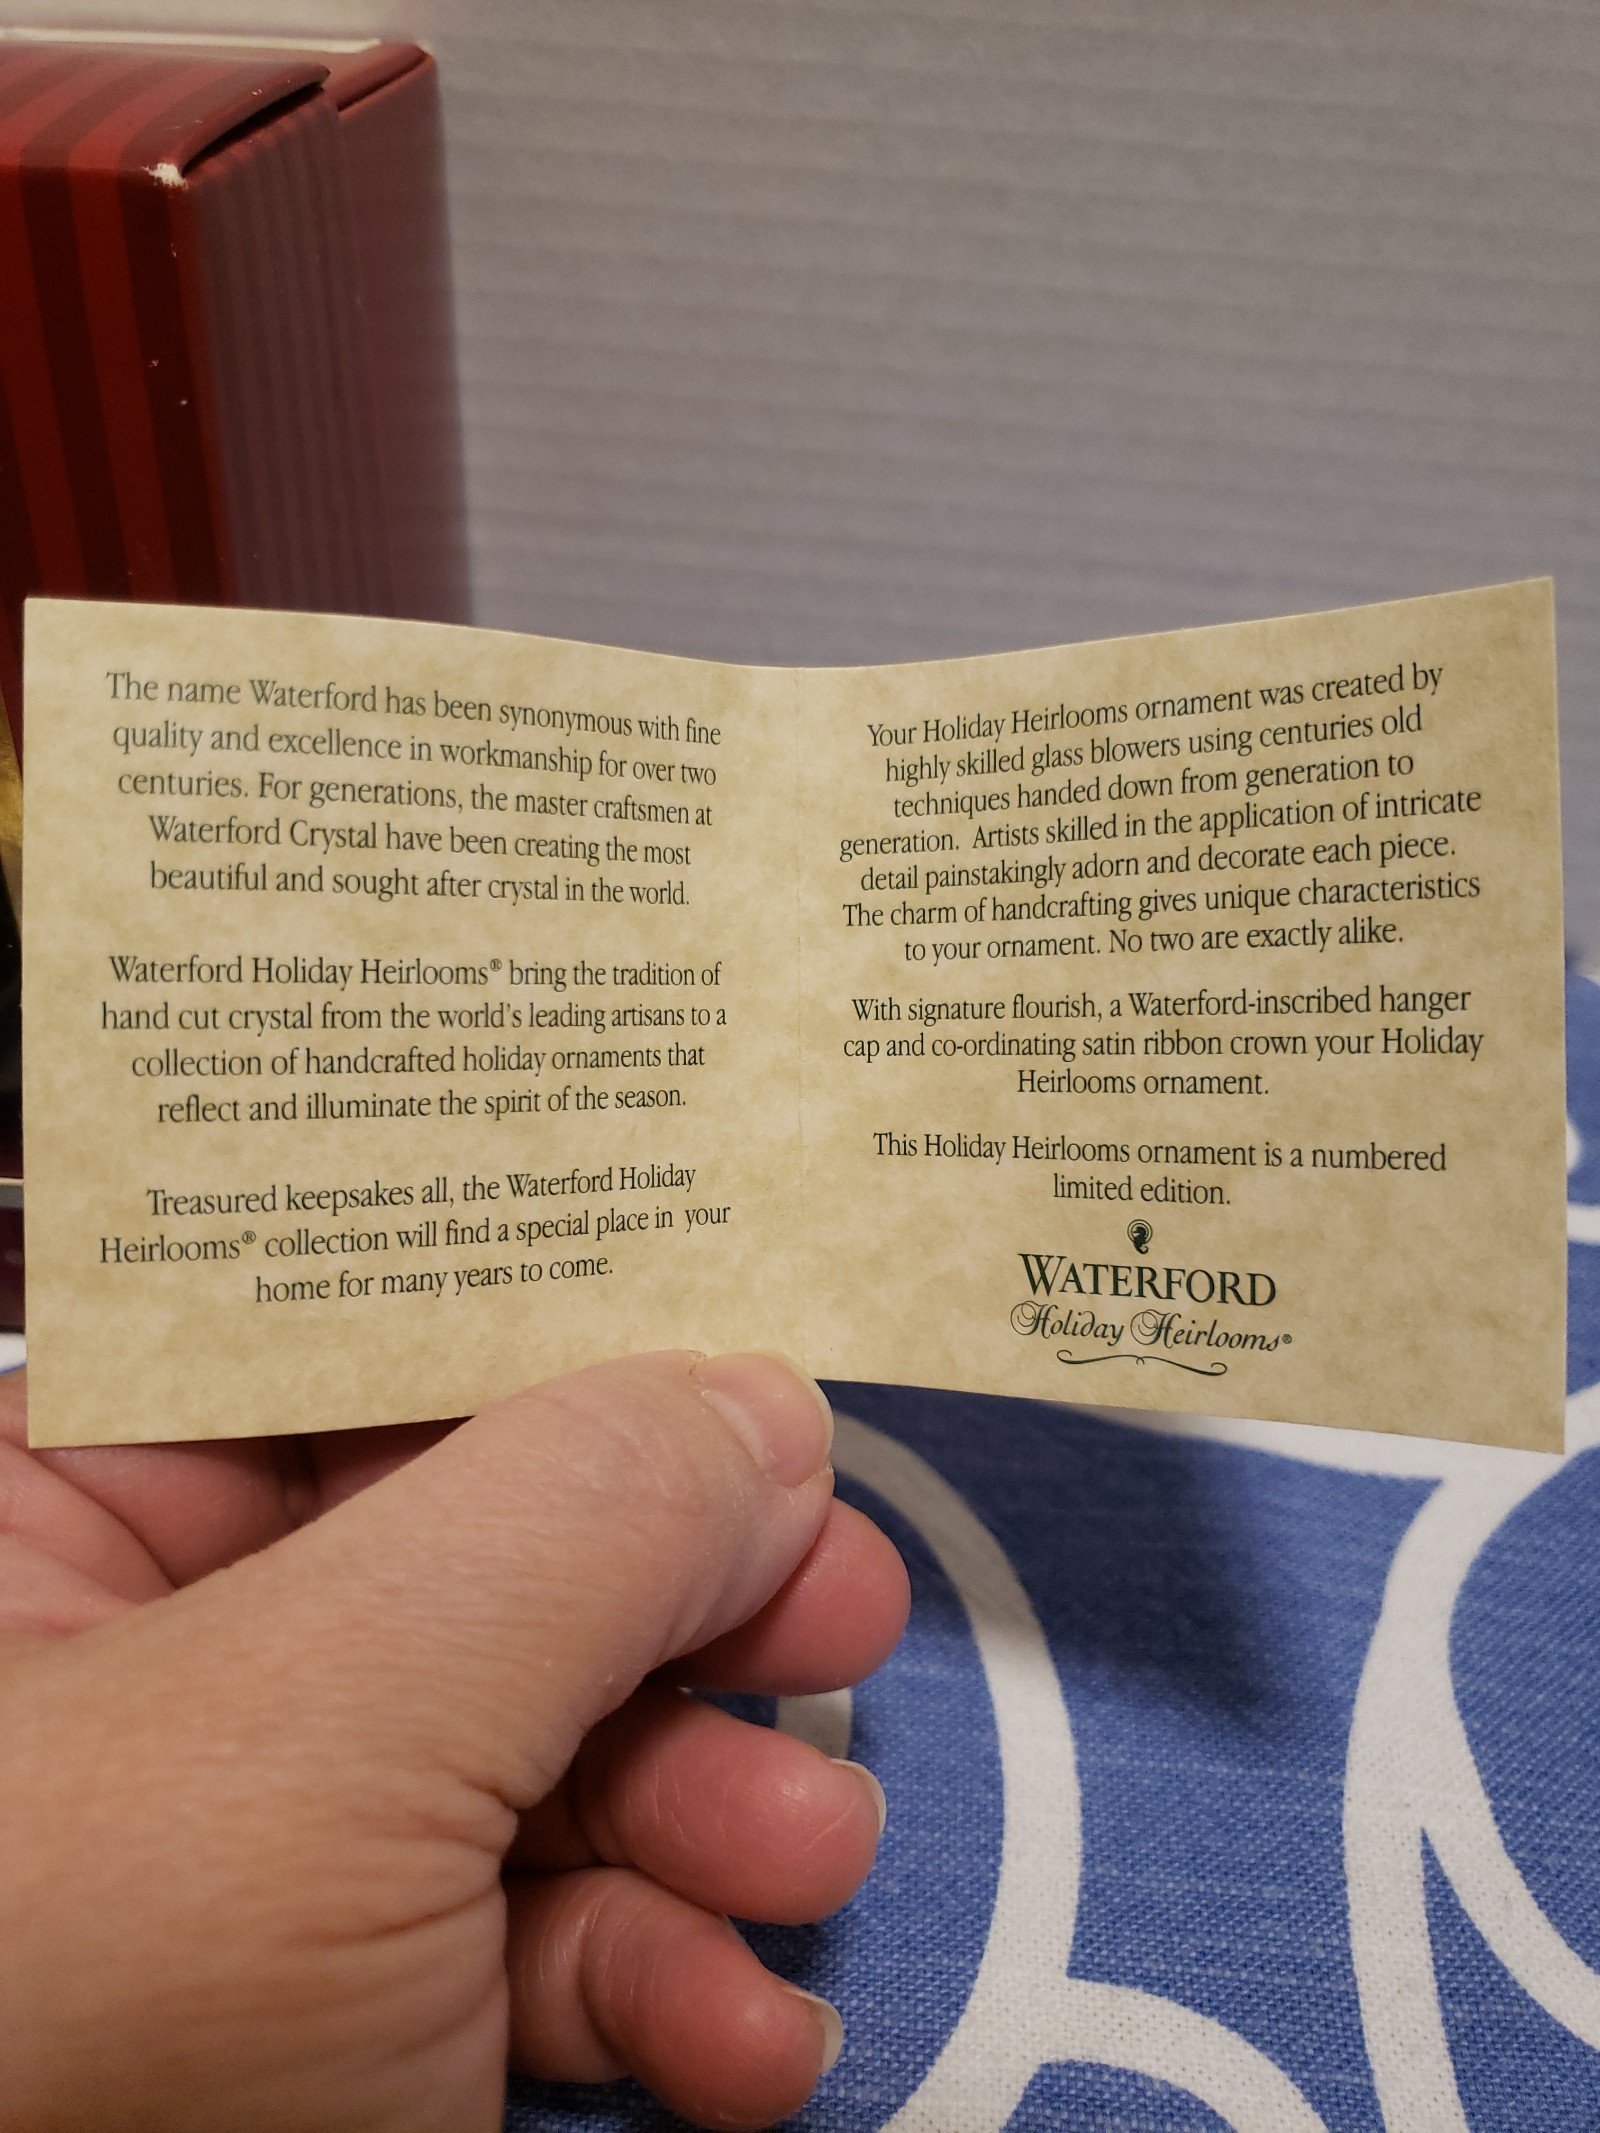 The name Waterford has been synonymous with fine
quality and excellence in workmanship for over two
centuries. For generations, the master craftsmen at
Waterford Crystal have been creating the most
beautiful and sought after crystal in the world.
Waterford Holiday Heirlooms® bring the tradition of
hand cut crystal from the world's leading artisans to a
collection of handcrafted holiday ornaments that
reflect and illuminate the spirit of the season.
Treasured keepsakes all, the Waterford Holiday
Heirlooms® collection will find a special place in your
home for many years to come.
Your Holiday Heirlooms ornament was created by
highly skilled glass blowers using centuries old
techniques handed down from generation to
generation. Artists skilled in the application of intricate
detail painstakingly adorn and decorate each piece.
The charm of handcrafting gives unique characteristics
to your ornament. No two are exactly alike.
With signature flourish, a Waterford-inscribed hanger
cap and co-ordinating satin ribbon crown your Holiday
Heirlooms ornament.
This Holiday Heirlooms ornament is a numbered
limited edition.
WATERFORD
Holiday Heirlooms®